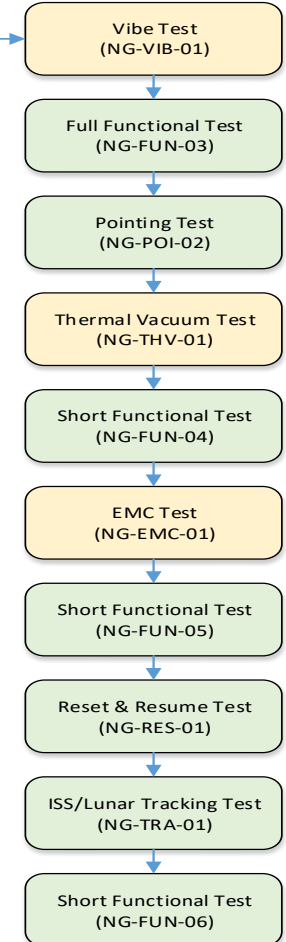 Vibe Test
(NG-VIB-01)
Full Functional Test
(NG-FUN-03)
Pointing Test
(NG-POI-02)
Thermal Vacuum Test
(NG-THV-01)
Short Functional Test
(NG-FUN-04)
EMC Test
(NG-EMC-01)
Short Functional Test
(NG-FUN-05)
Reset & Resume Test
(NG-RES-01)
ISS/Lunar Tracking Test
(NG-TRA-01)
Short Functional Test
(NG-FUN-06)